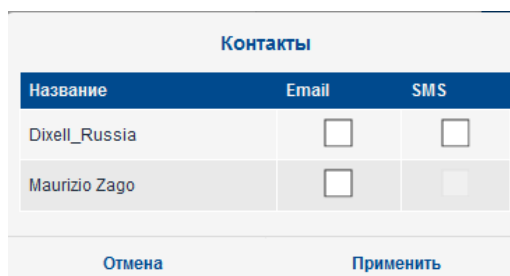 Контакты
Название Email SMS
Dixell_Russia
Maurizio Zago
Отмена Применить